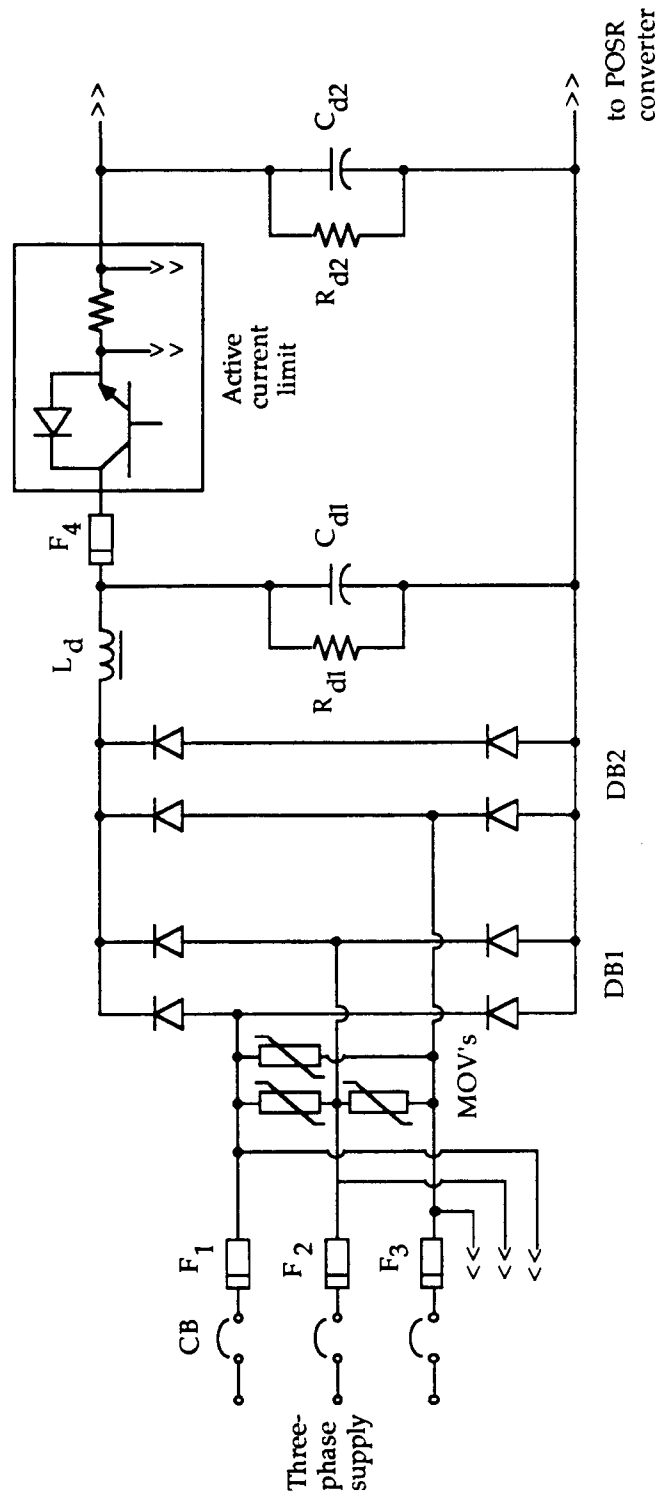 Three-
phase
supply
CB
F1
F2
F3
MOV's
DB1
DB2
Ld
Rd1
Cd1
F4
Active
current
limit
Rd2
Cd2
to POSR
converter